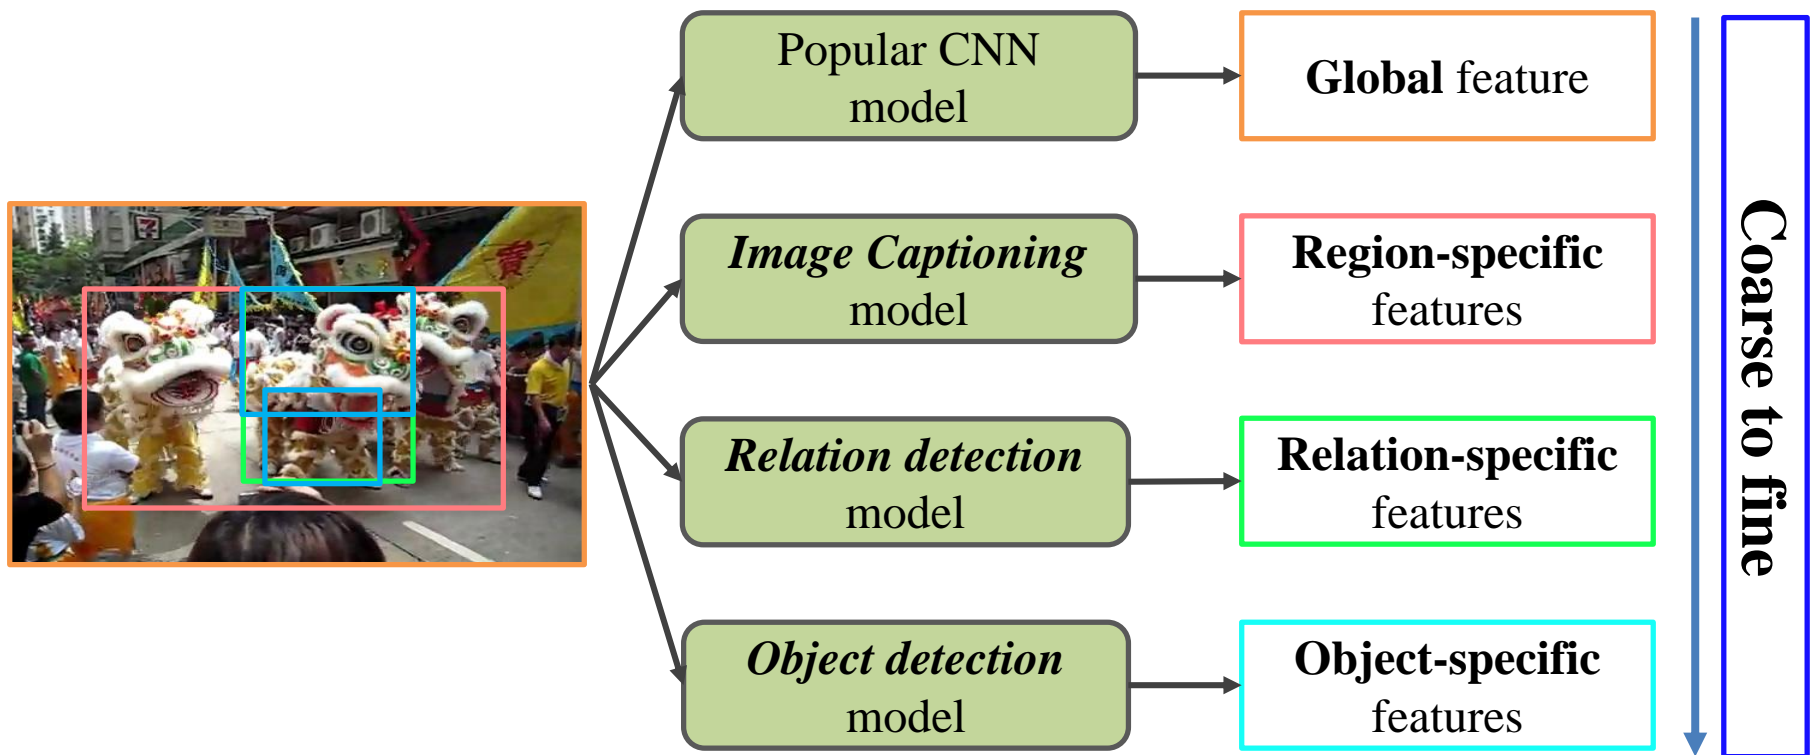 Popular CNN
model
Global feature
Image Captioning
model
Region-specific
features
Relation detection
model
Relation-specific
features
Object detection
model
Object-specific
features
Coarse to fine
寶